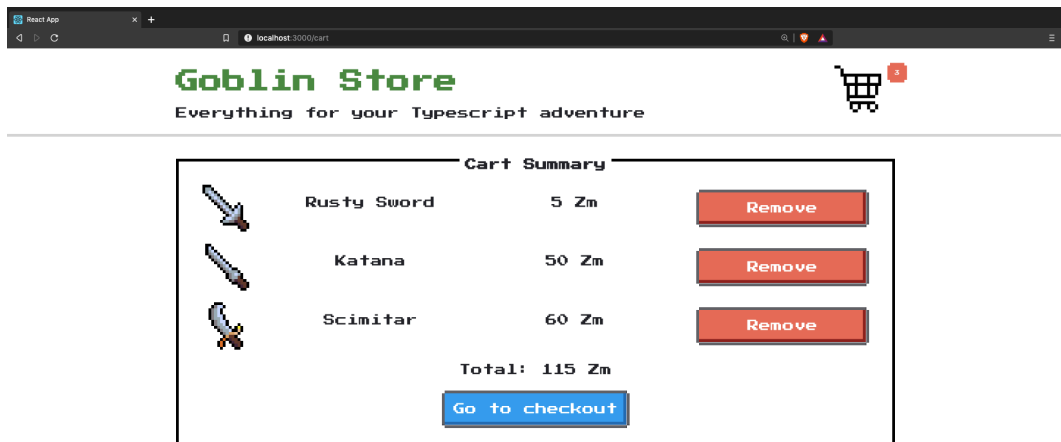 React App
localhost:3000/cart
Goblin Store
3
Everything for your Typescript adventure
Cart Summary
Rusty Sword 5 Zm Remove
Katana 50 Zm Remove
Scimitar 60 Zm Remove
Total: 115 Zm
Go to checkout